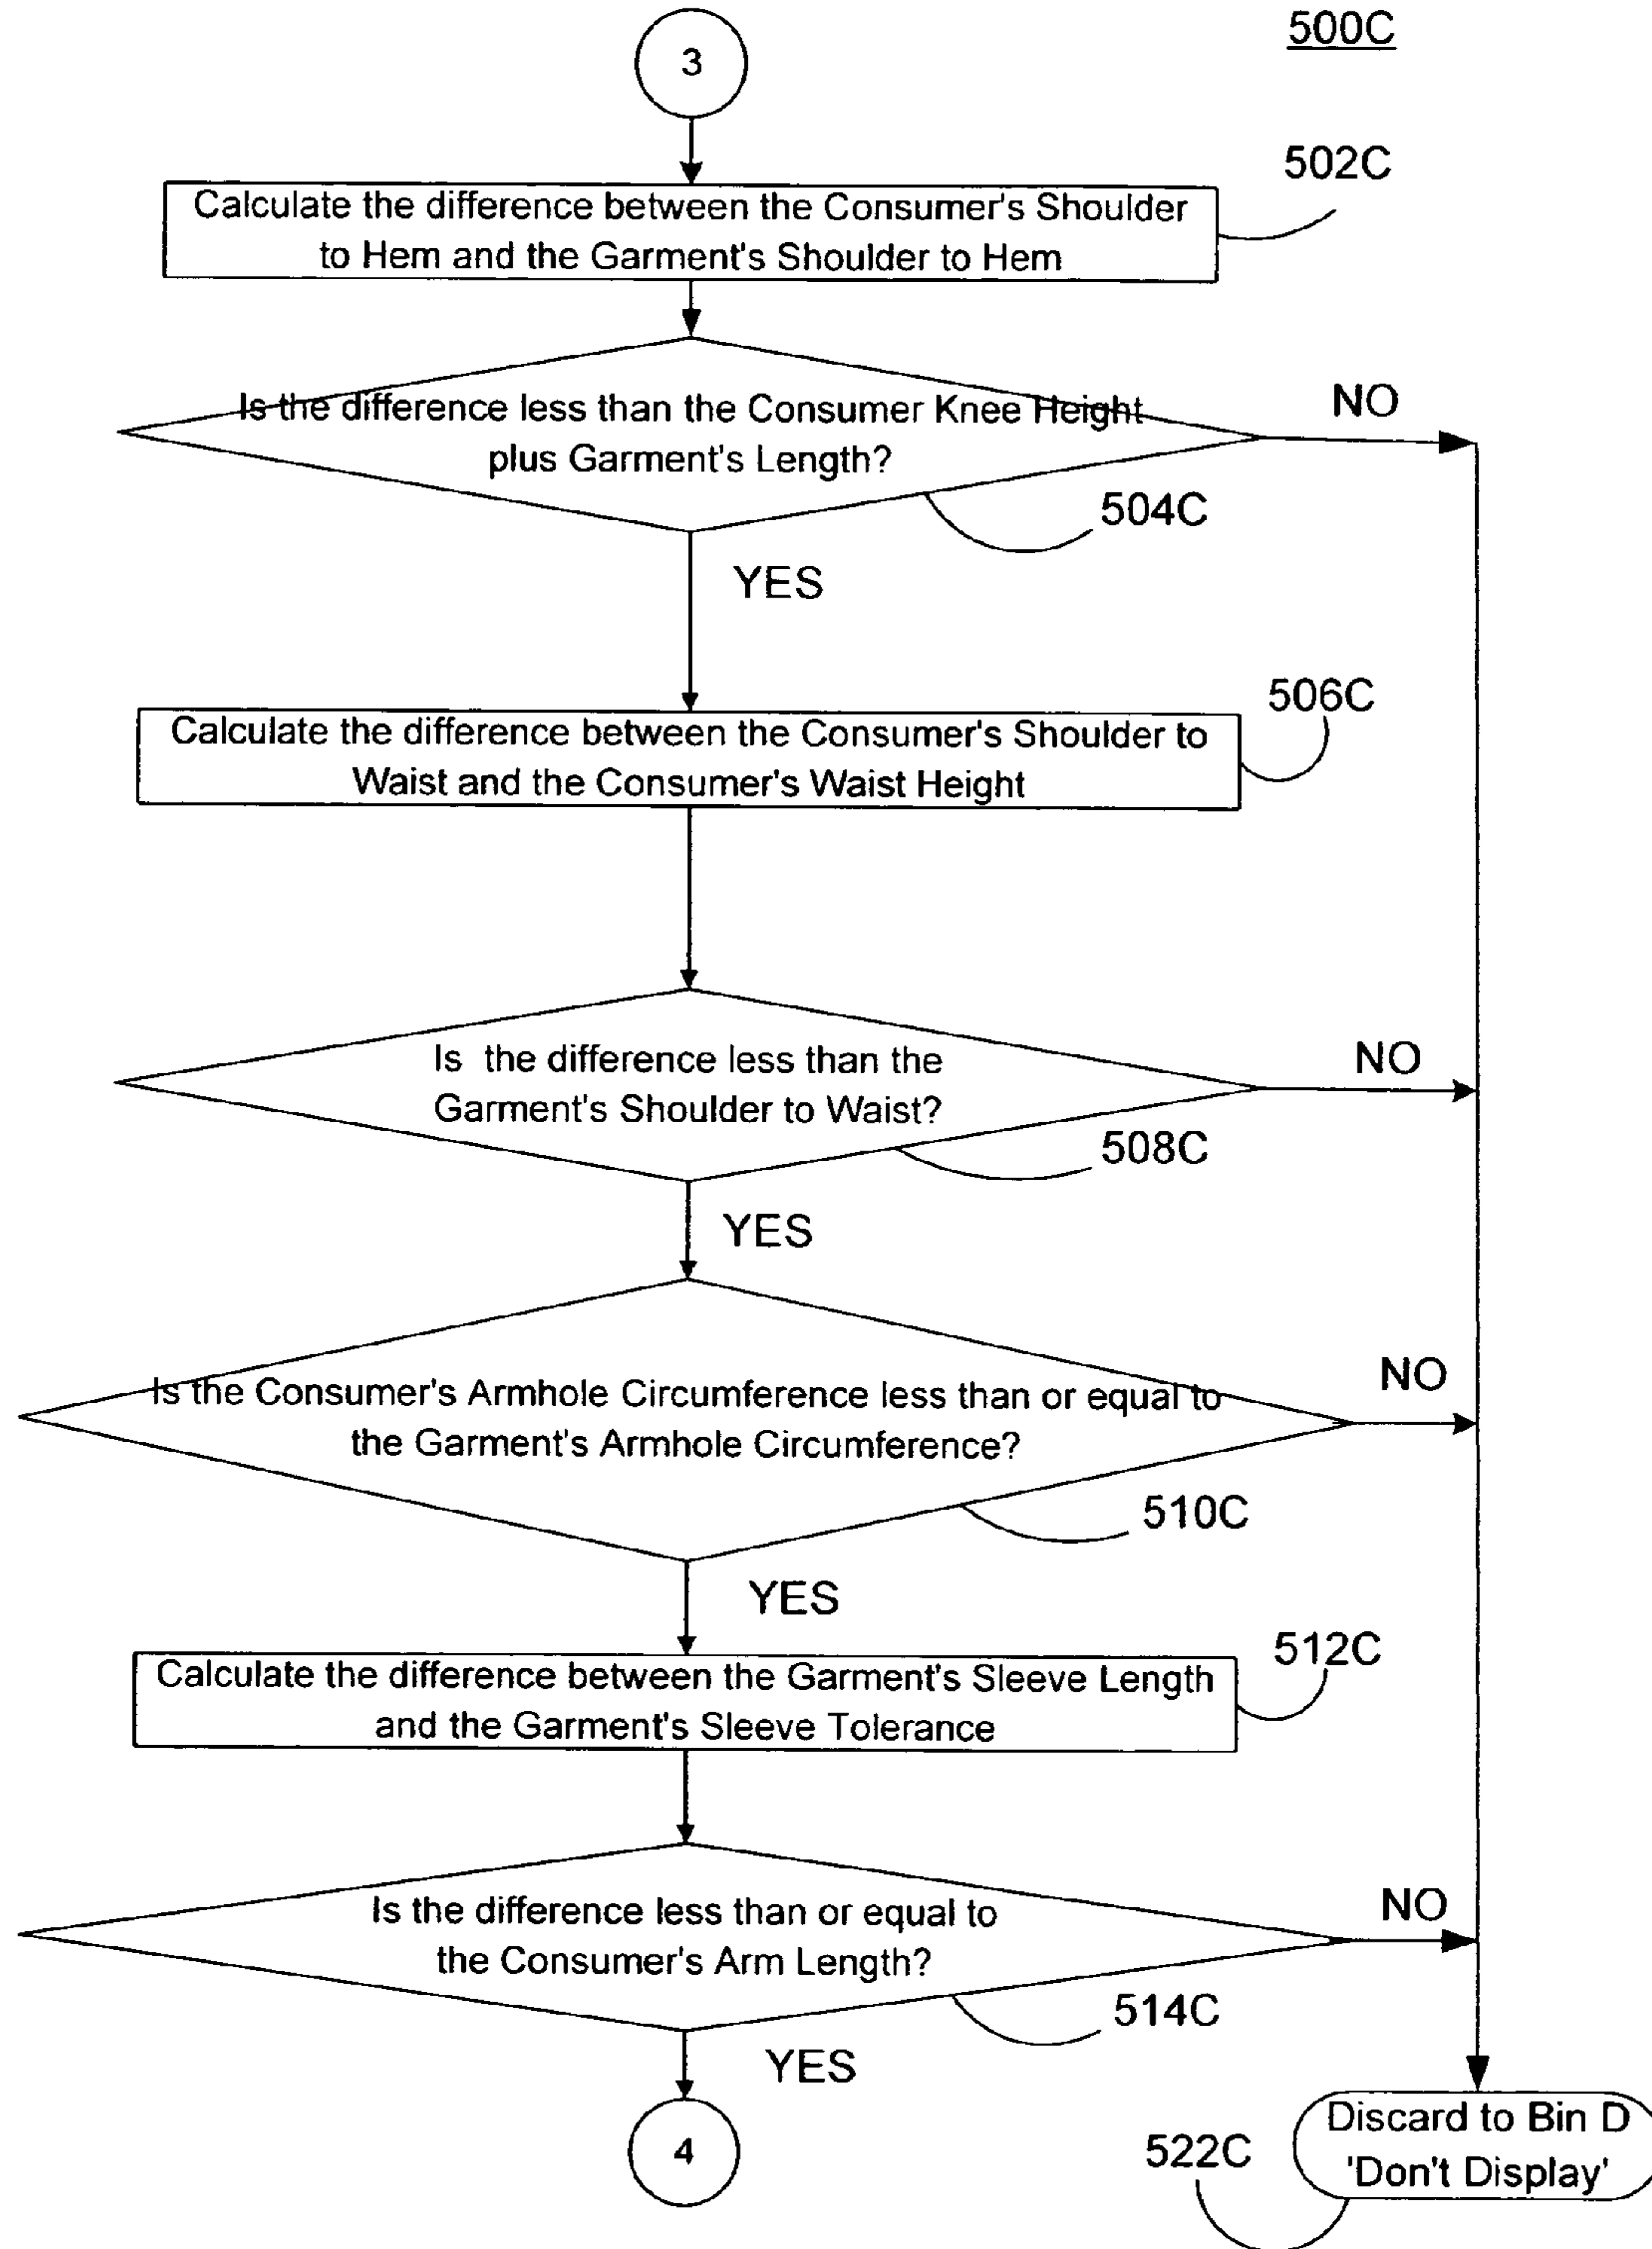 500C
3
502C
Calculate the difference between the Consumer's Shoulder
to Hem and the Garment's Shoulder to Hem
Is the difference less than the Consumer Knee Height
plus Garment's Length?
NO
504C
YES
506C
Calculate the difference between the Consumer's Shoulder to
Waist and the Consumer's Waist Height
Is the difference less than the
Garment's Shoulder to Waist?
NO
508C
YES
Is the Consumer's Armhole Circumference less than or equal to
the Garment's Armhole Circumference?
NO
510C
YES
512C
Calculate the difference between the Garment's Sleeve Length
and the Garment's Sleeve Tolerance
Is the difference less than or equal to
the Consumer's Arm Length?
NO
514C
YES
4
Discard to Bin D
'Don't Display'
522C